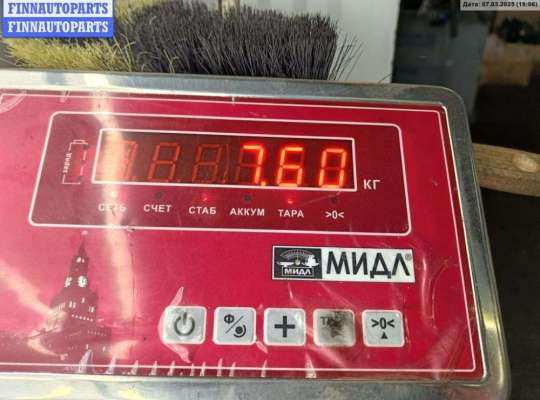 FINNAUTOPARTS
FINNAUTOPARTS
Дата: 07.03.2025 (15:06)
7.60 КГ
СЕТЬ СЧЕТ СТАБ АККУМ ТАРА >0<
МИДЛ МИДЛ®
Ф/ + >0<